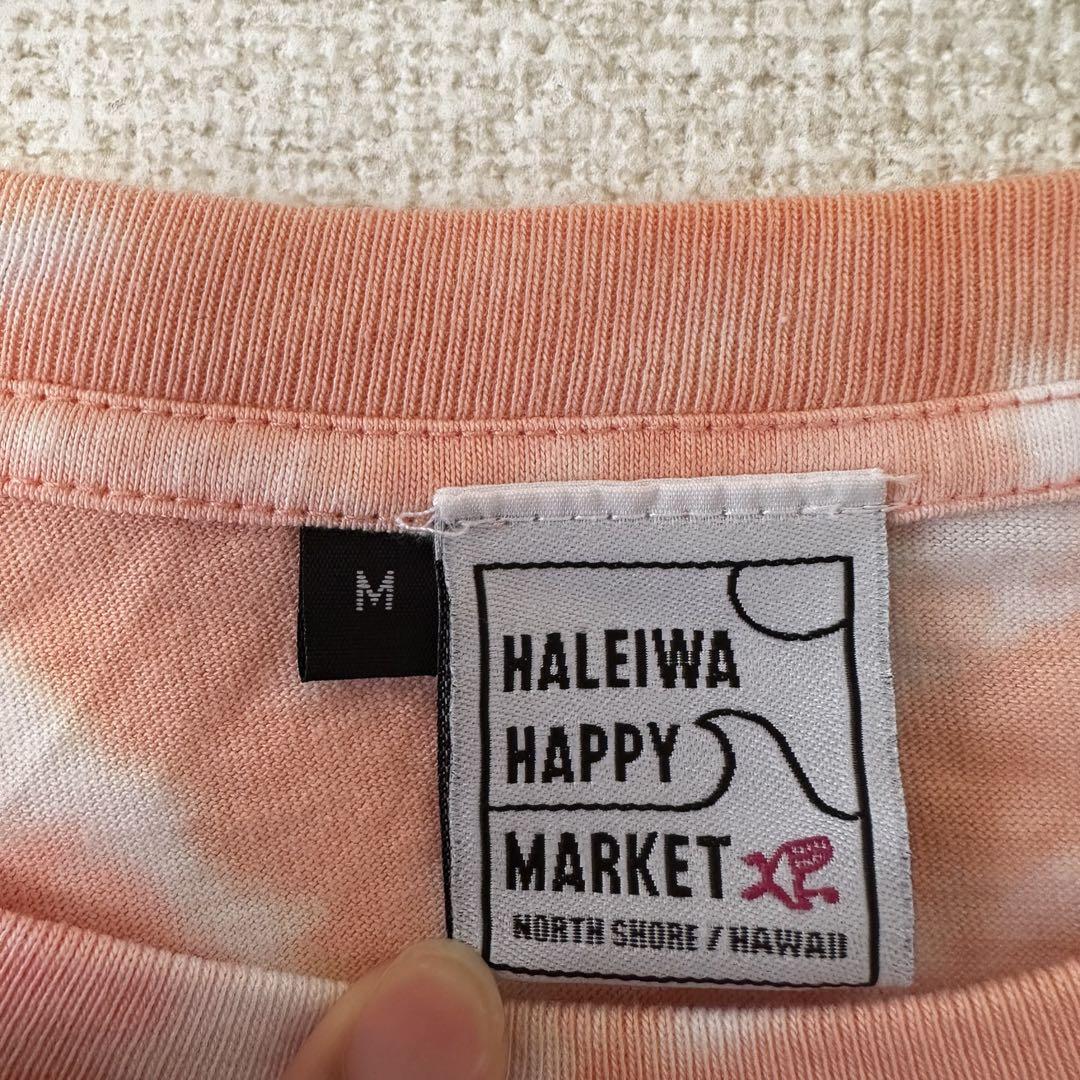 M
HALEIWA
HAPPY
MARKET
NORTH SHORE / HAWAII